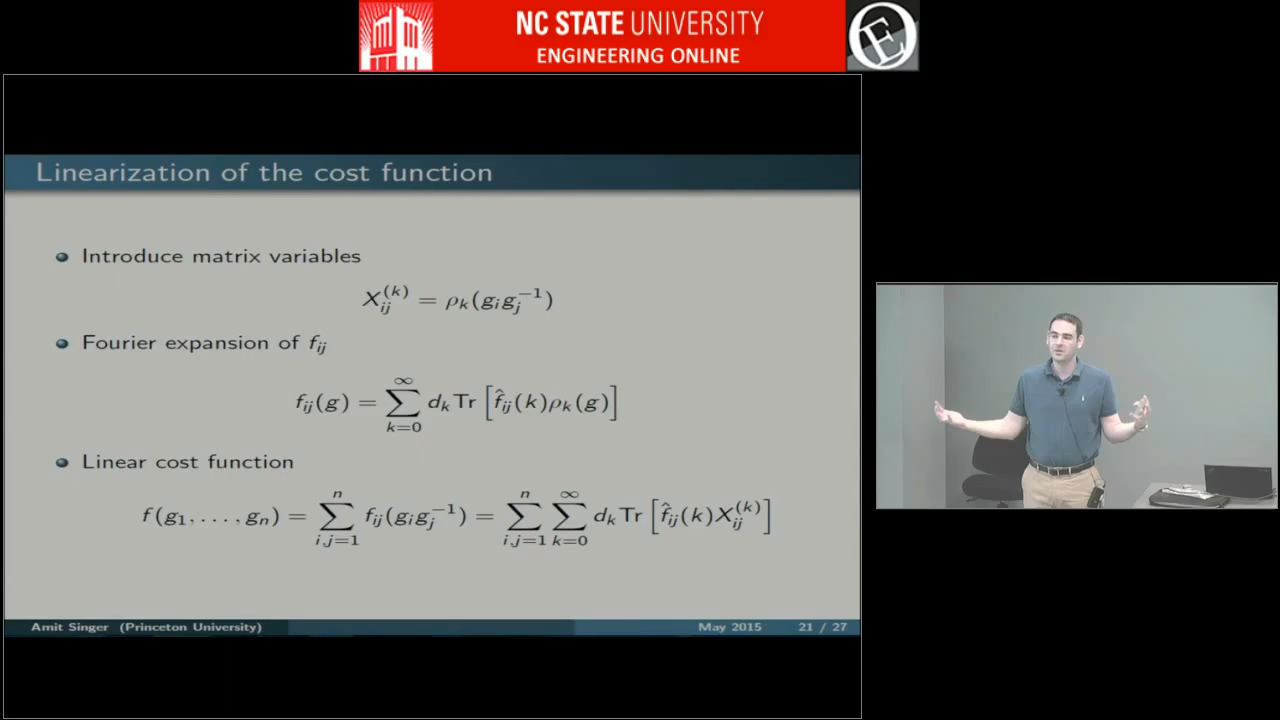 NC STATE UNIVERSITY
ENGINEERING ONLINE
OE
Linearization of the cost function
Introduce matrix variables
X_{ij}^{(k)} = ρ_k(g_i g_j^{-1})
Fourier expansion of f_{ij}
f_{ij}(g) = \sum_{k=0}^{∞} d_k Tr [\hat{f}_{ij}(k)ρ_k(g)]
Linear cost function
f(g_1, . . . , g_n) = \sum_{i,j=1}^{n} f_{ij}(g_i g_j^{-1}) = \sum_{i,j=1}^{n} \sum_{k=0}^{∞} d_k Tr [\hat{f}_{ij}(k)X_{ij}^{(k)}]
Amit Singer (Princeton University) May 2015 21 / 27